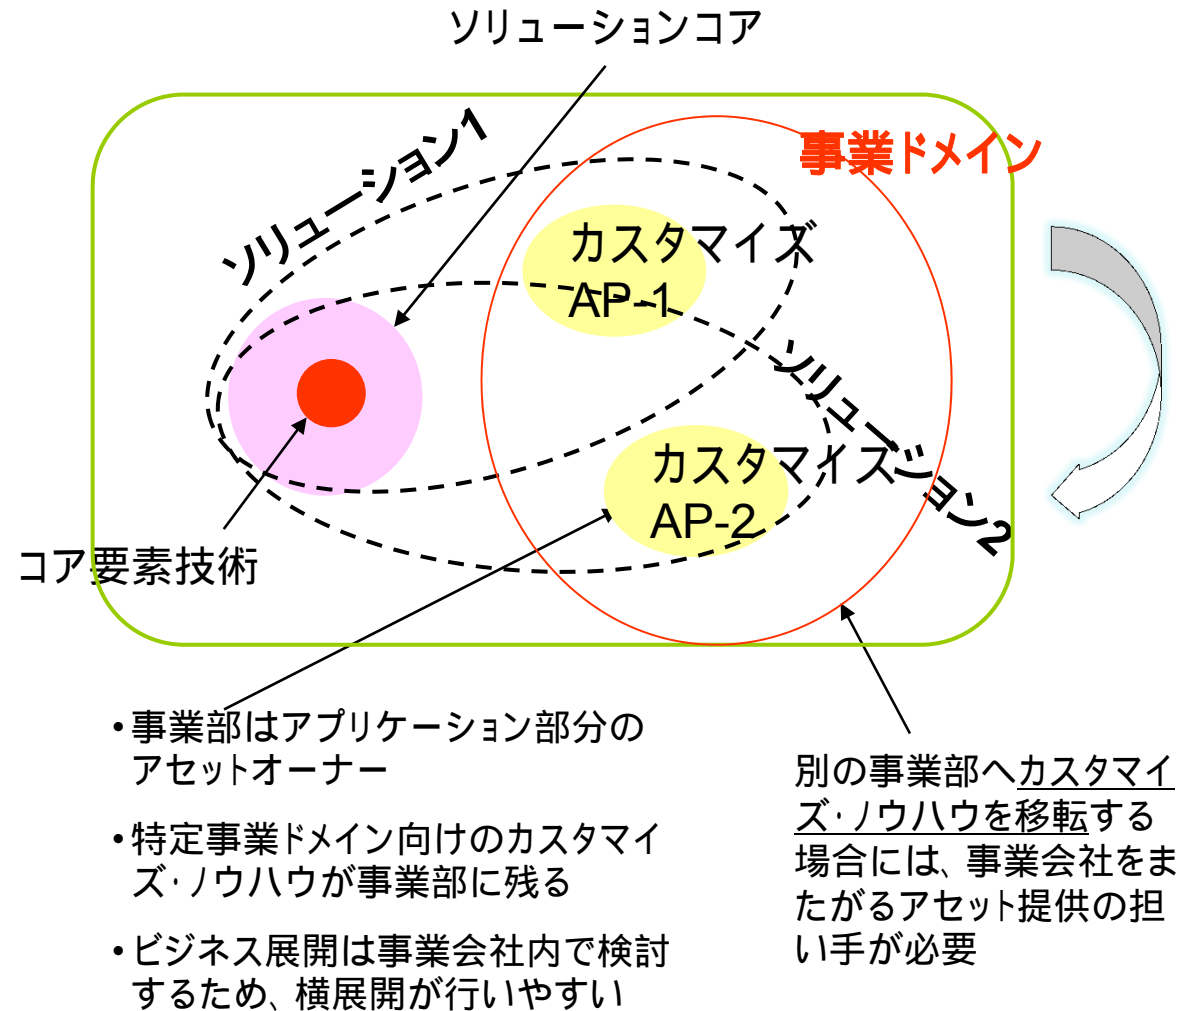 ソリューションコア
ソリューション1
事業ドメイン
カスタマイズ
AP-1
ソリューション2
カスタマイズ
AP-2
コア要素技術
・事業部はアプリケーション部分の
アセットオーナー
・特定事業ドメイン向けのカスタマイ
ズ・ノウハウが事業部に残る
・ビジネス展開は事業会社内で検討
するため、横展開が行いやすい
別の事業部へカスタマイ
ズ・ノウハウを移転する
場合には、事業会社をま
たがるアセット提供の担
い手が必要